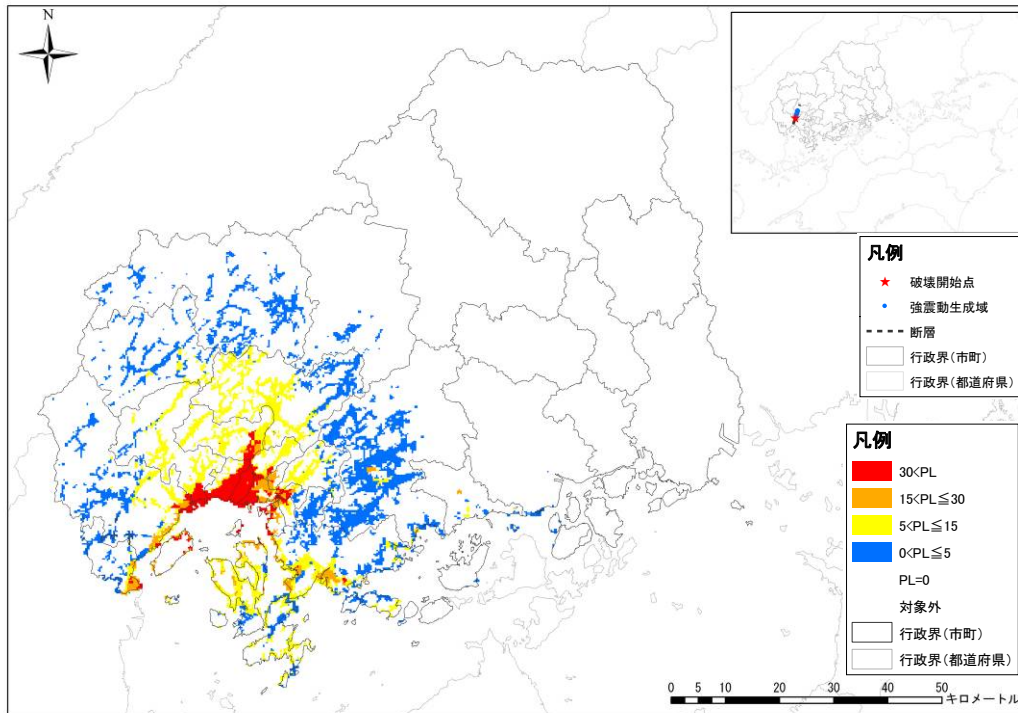 N
凡例
破壊開始点
強震動生成域
断層
行政界(市町)
行政界(都道府県)
凡例
30<PL
15<PL≦30
5<PL≦15
0<PL≦5
PL=0
対象外
行政界(市町)
行政界(都道府県)
0 5 10 20 30 40 50
キロメートル